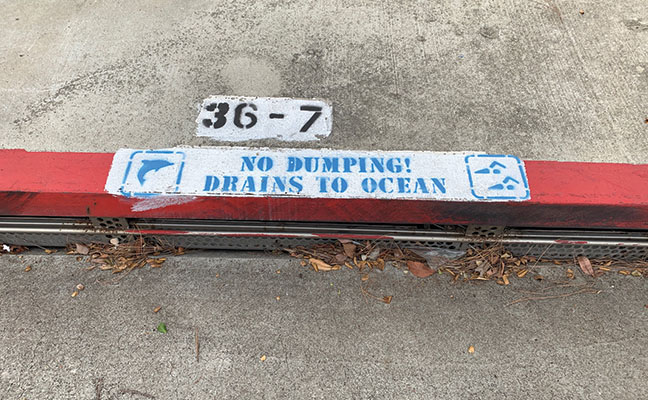 36-7
NO DUMPING!
DRAINS TO OCEAN